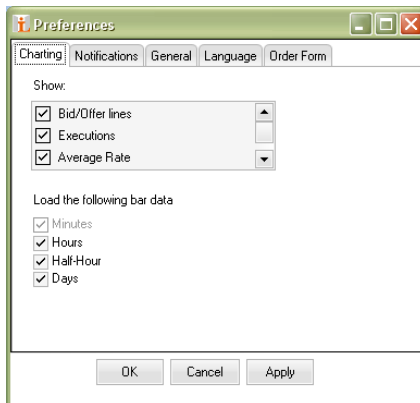 Preferences
Charting Notifications General Language Order Form
Show:
Bid/Offer lines
Executions
Average Rate
Load the following bar data
Minutes
Hours
Half-Hour
Days
OK Cancel Apply